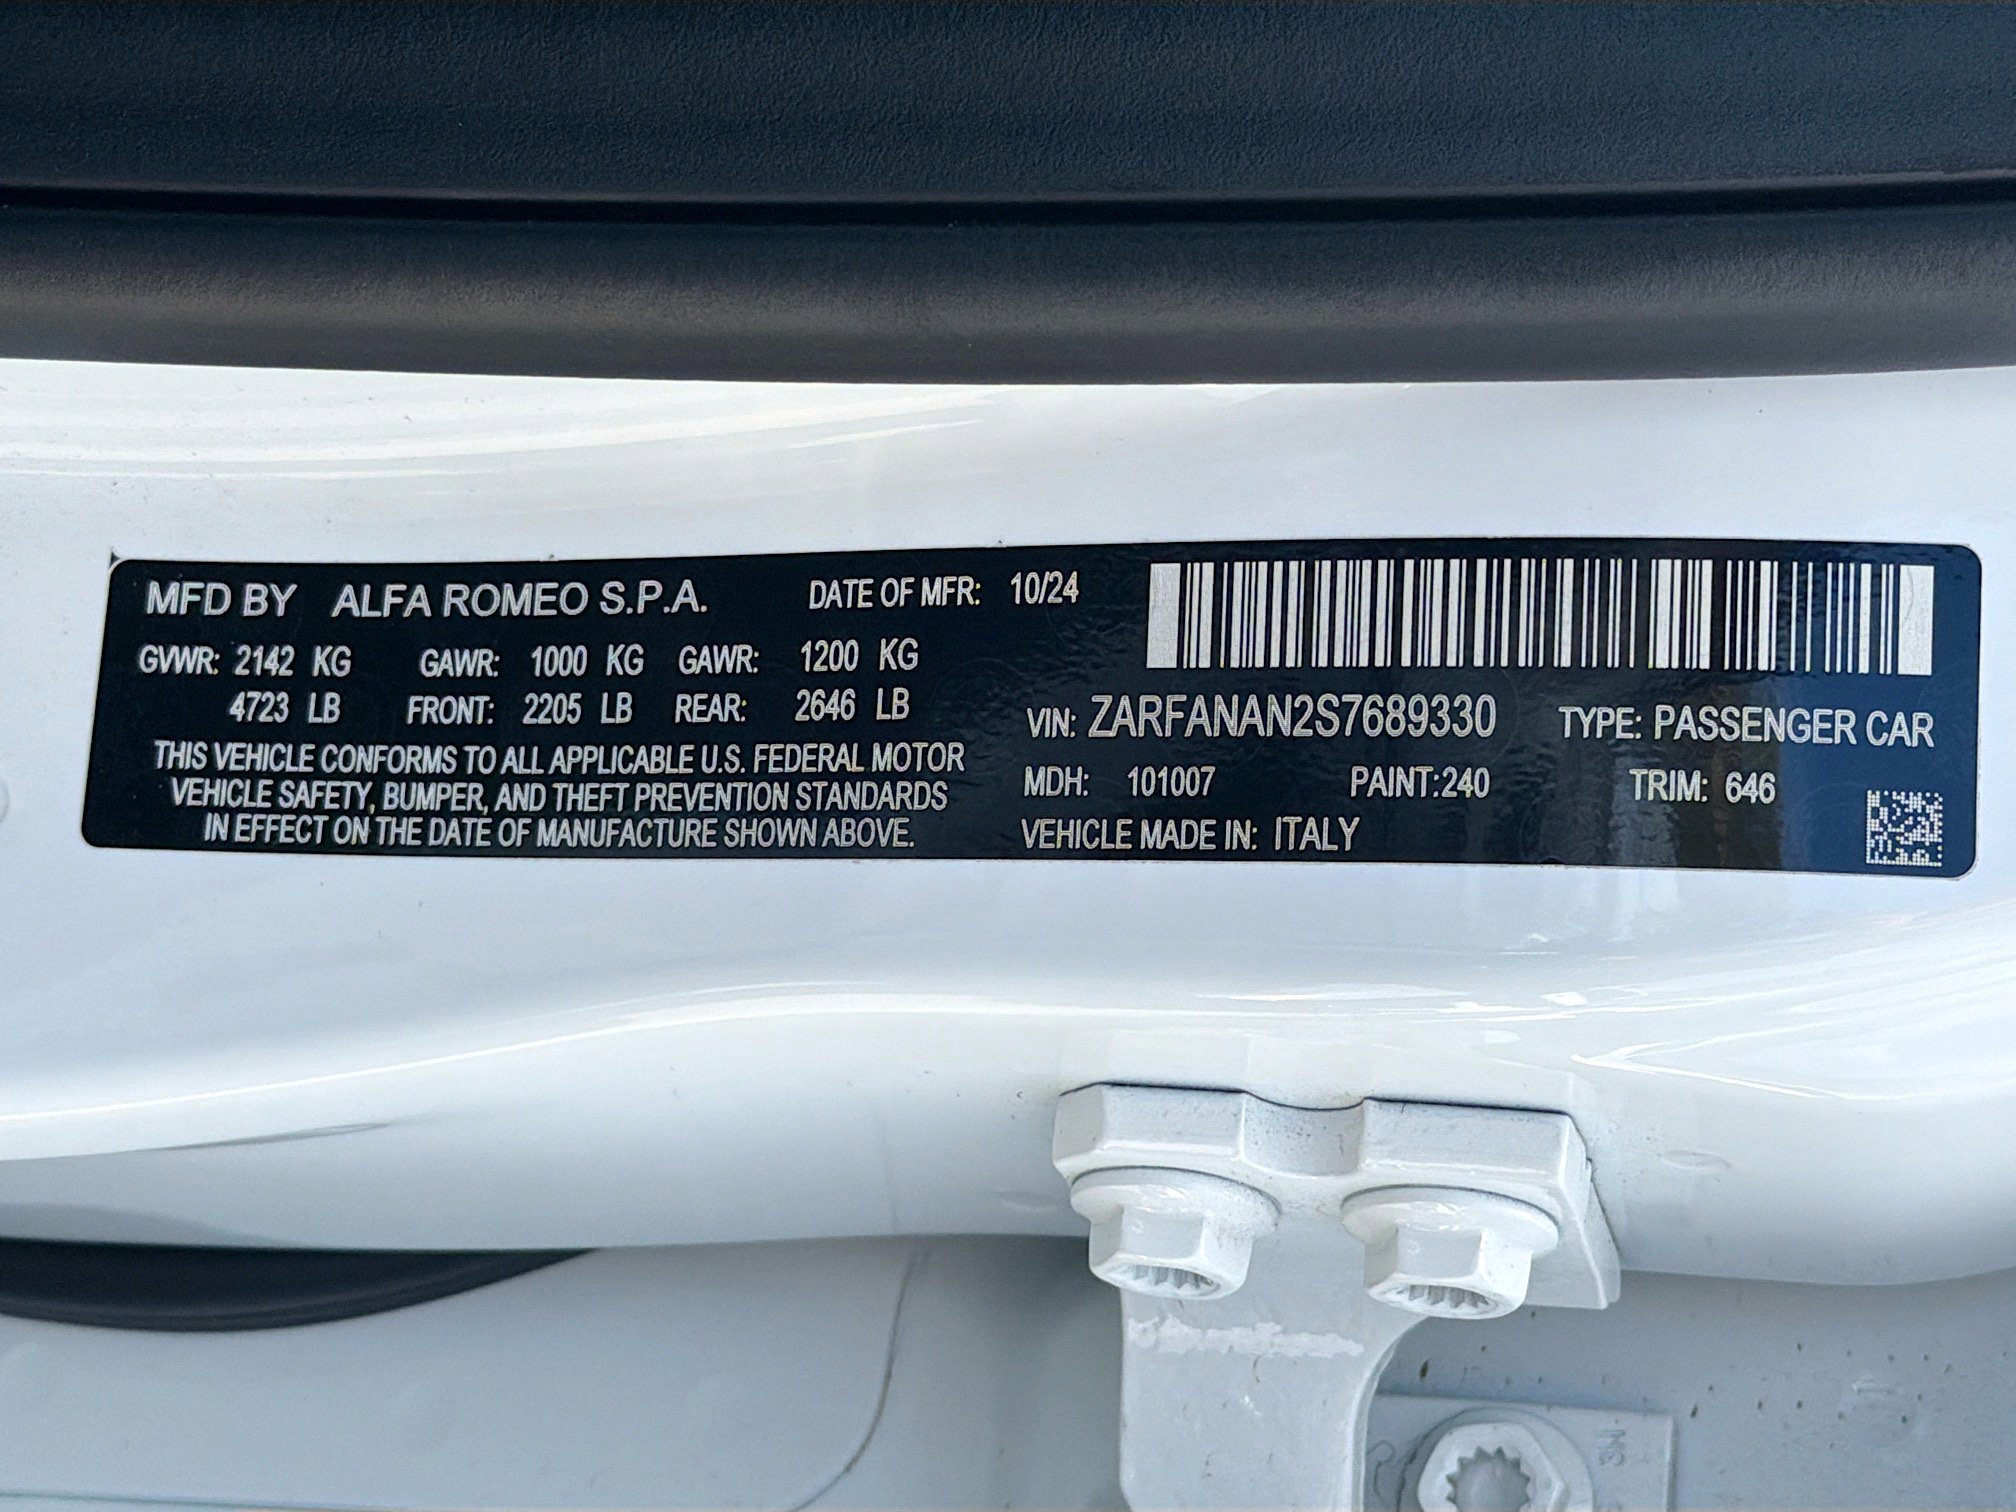 MFD BY ALFA ROMEO S.P.A. DATE OF MFR: 10/24
GVWR: 2142 KG GAWR: 1000 KG GAWR: 1200 KG
4723 LB FRONT: 2205 LB REAR: 2646 LB
THIS VEHICLE CONFORMS TO ALL APPLICABLE U.S. FEDERAL MOTOR
VEHICLE SAFETY, BUMPER, AND THEFT PREVENTION STANDARDS
IN EFFECT ON THE DATE OF MANUFACTURE SHOWN ABOVE.
VIN: ZARFANAN2S7689330 TYPE: PASSENGER CAR
MDH: 101007 PAINT:240 TRIM: 646
VEHICLE MADE IN: ITALY